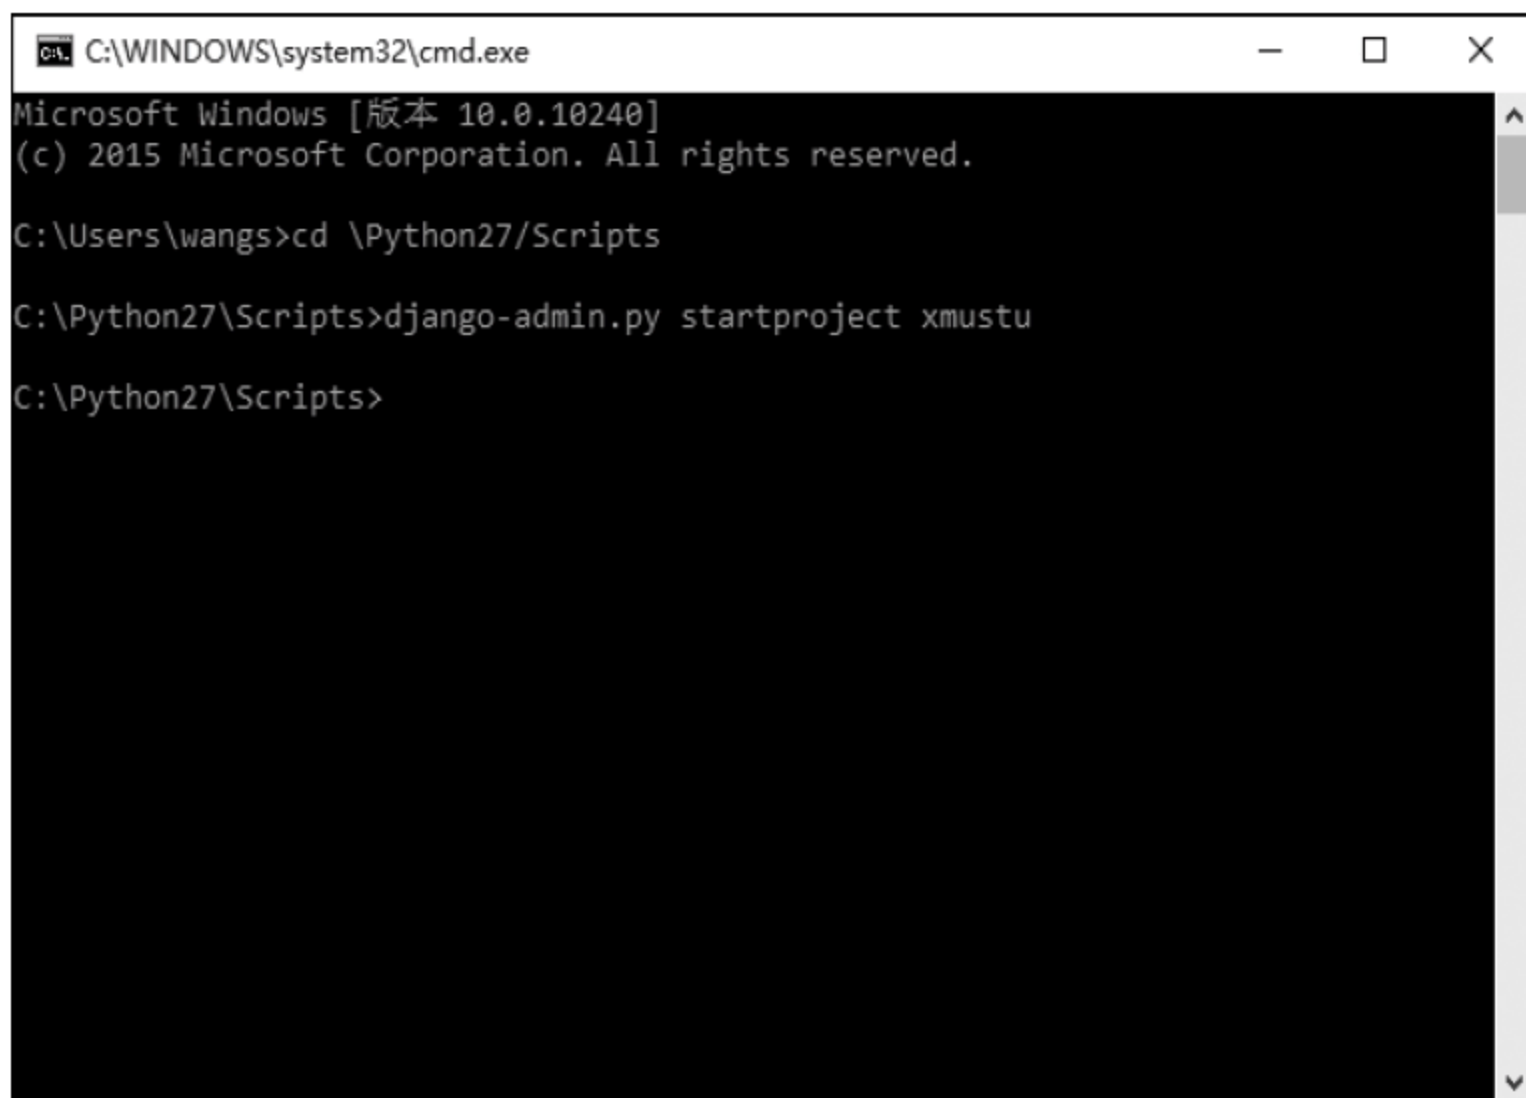 C:\WINDOWS\system32\cmd.exe
Microsoft Windows [版本 10.0.10240]
(c) 2015 Microsoft Corporation. All rights reserved.
C:\Users\wangs>cd \Python27/Scripts
C:\Python27\Scripts>django-admin.py startproject xmustu
C:\Python27\Scripts>